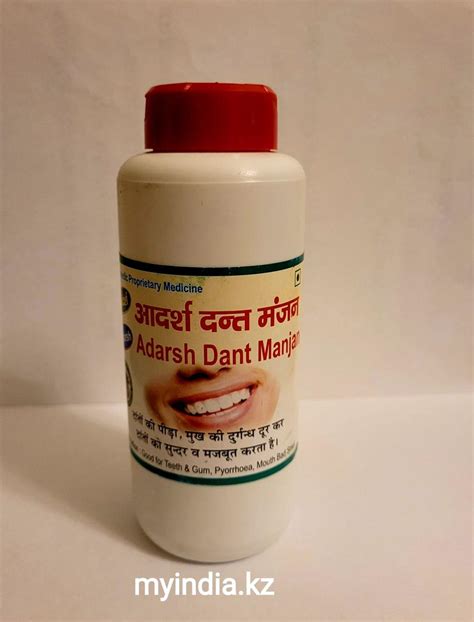 Proprietary Medicine
आदर्श दन्त मंजन
Adarsh Dant Manjan
दाँतों की पीड़ा, मुख की दुर्गन्ध दूर कर
दाँतों को सुन्दर व मजबूत करता है।
Good for Teeth & Gum, Pyorrhoea, Mouth Bad
myindia.kz